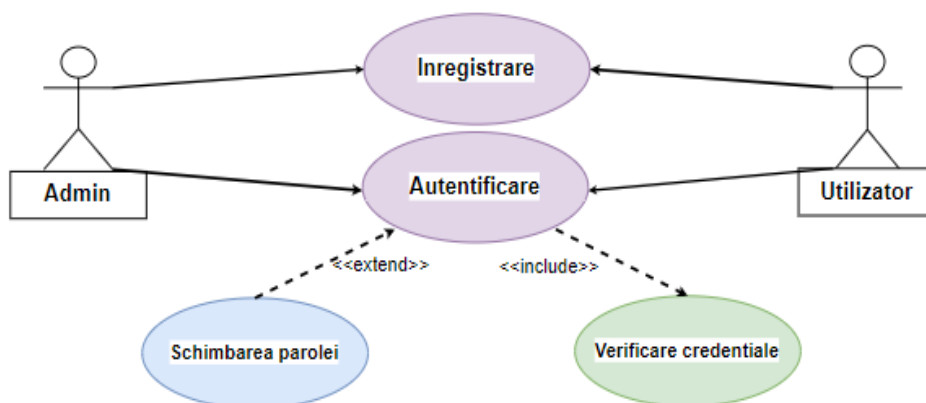 Inregistrare
Admin
Autentificare
Utilizator
<<extend>>
<<include>>
Schimbarea parolei
Verificare credentiale